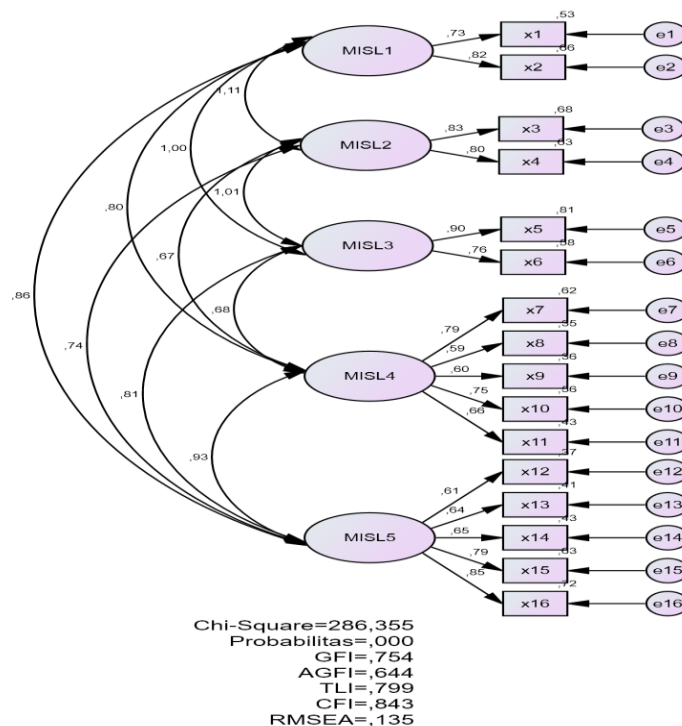 ,53
,73 x1 e1
MISL1 ,66
,82 x2 e2
1,11
,68
,83 x3 e3
MISL2 ,63
,80 x4 e4
1,00
1,01
,81
,90 x5 e5
,80 MISL3 ,58
,76 x6 e6
,67
,86
,62
,68 ,79 x7 e7
,35
,59 x8 e8
,74 ,36
MISL4 ,60 x9 e9
,56
,81 ,75 x10 e10
,43
,66 x11 e11
,93 ,37
,61 x12 e12
,41
,64 x13 e13
,43
MISL5 ,65 x14 e14
,63
,79 x15 e15
,72
,85 x16 e16
Chi-Square=286,355
Probabilitas=,000
GFI=,754
AGFI=,644
TLI=,799
CFI=,843
RMSEA=,135